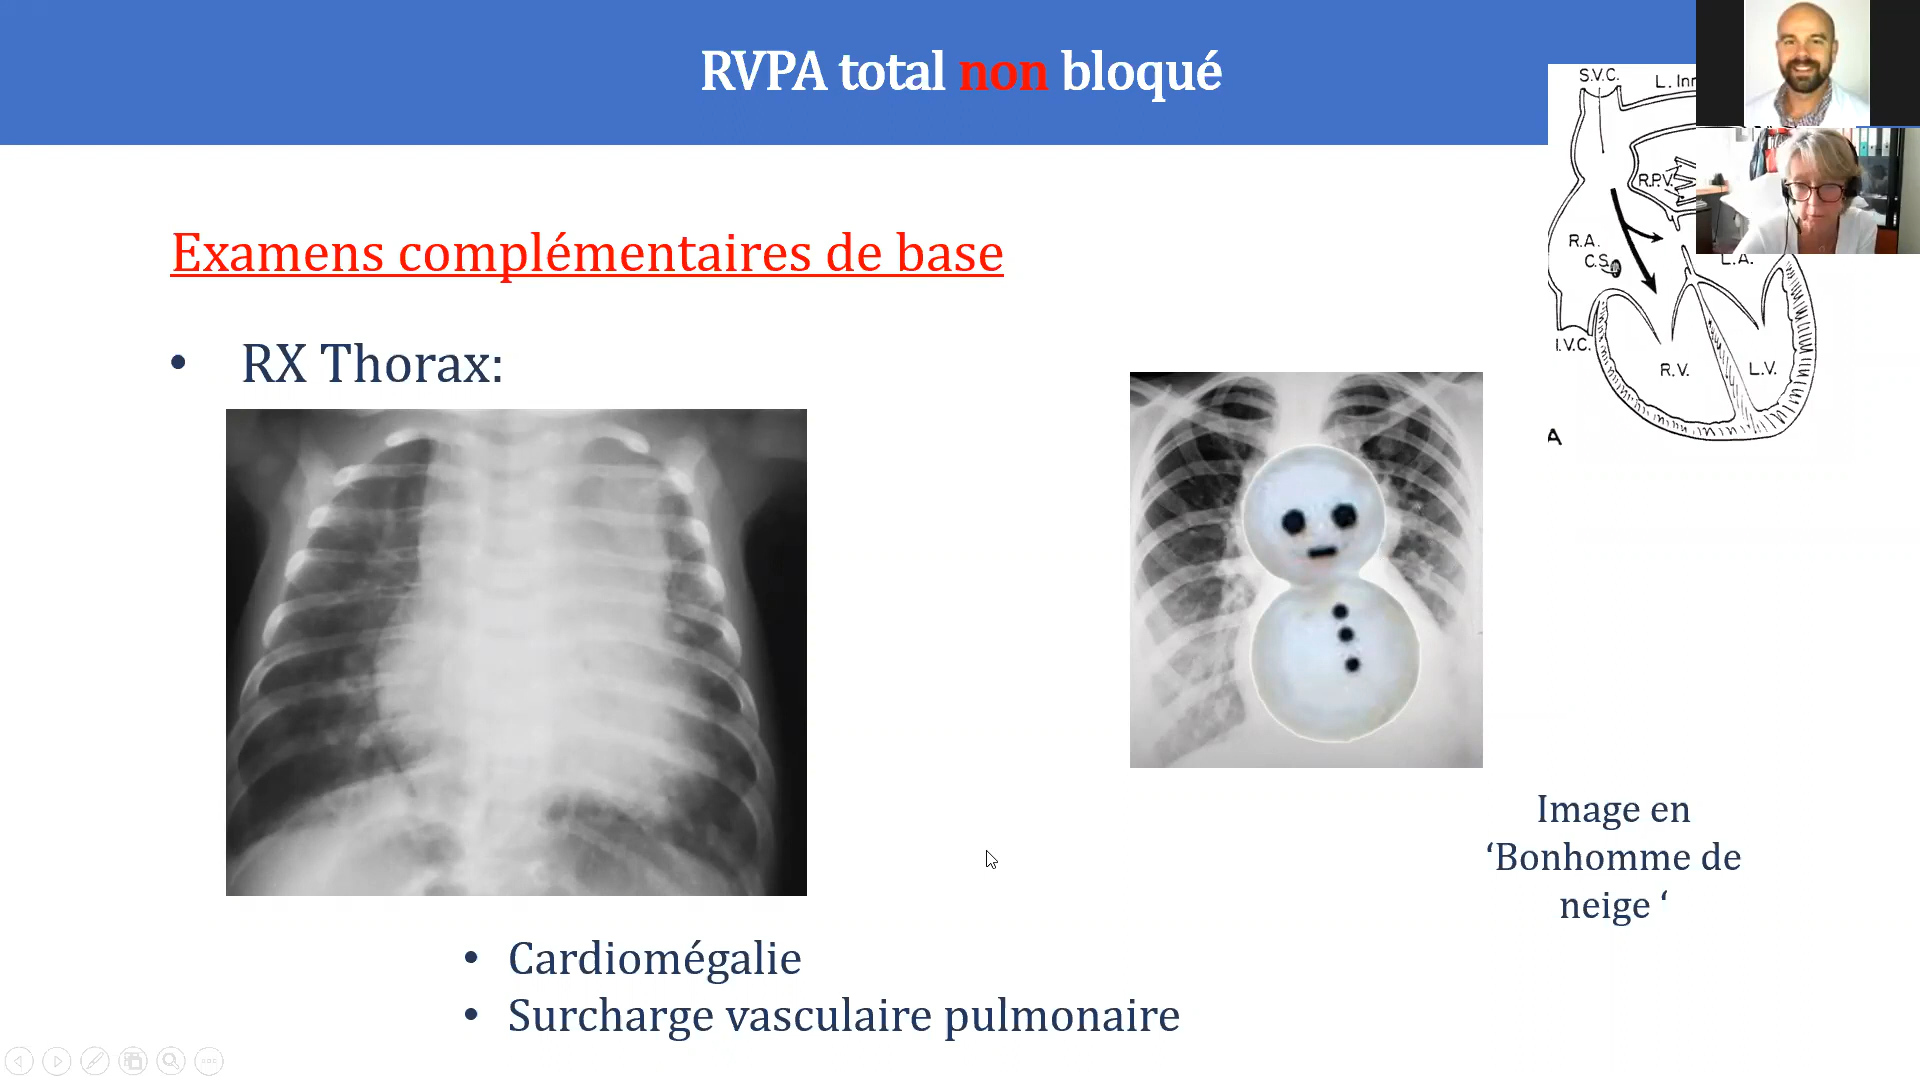 RVPA total non bloqué
S.V.C.
R.P.V.
R.A.
C.S.
L.A.
I.V.C.
R.V.
L.V.
A
Examens complémentaires de base
• RX Thorax:
Image en
‘Bonhomme de
neige ‘
• Cardiomégalie
• Surcharge vasculaire pulmonaire